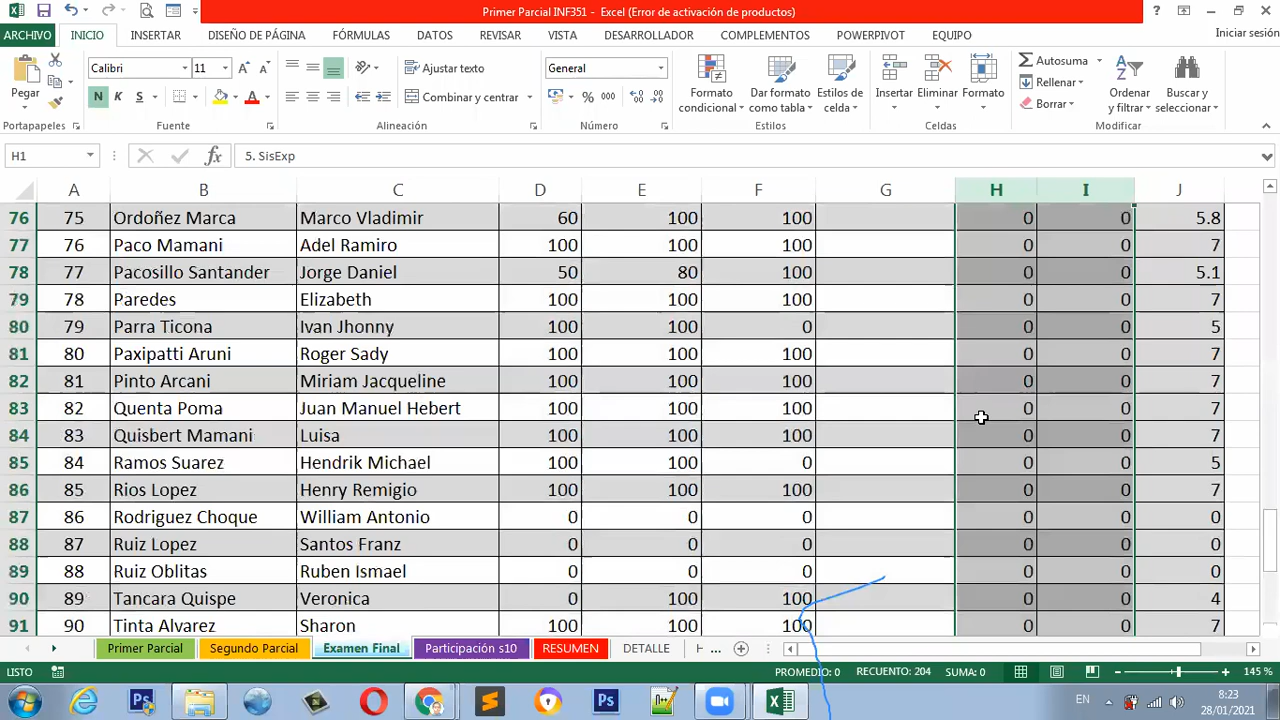 Primer Parcial INF351 - Excel (Error de activación de productos)
ARCHIVO INICIO INSERTAR DISEÑO DE PÁGINA FÓRMULAS DATOS REVISAR VISTA DESARROLLADOR COMPLEMENTOS POWERPIVOT EQUIPO Iniciar sesión
Pegar Calibri 11 Ajustar texto General Formato condicional Dar formato como tabla Estilos de celda Insertar Eliminar Formato Autosuma Rellenar Borrar Ordenar y filtrar Buscar y seleccionar
N K S Combinar y centrar % 000
Portapapeles Fuente Alineación Número Estilos Celdas Modificar
H1 fx 5. SisExp
A B C D E F G H I J
76 75 Ordoñez Marca Marco Vladimir 60 100 100 0 0 5.8
77 76 Paco Mamani Adel Ramiro 100 100 100 0 0 7
78 77 Pacosillo Santander Jorge Daniel 50 80 100 0 0 5.1
79 78 Paredes Elizabeth 100 100 100 0 0 7
80 79 Parra Ticona Ivan Jhonny 100 100 0 0 0 5
81 80 Paxipatti Aruni Roger Sady 100 100 100 0 0 7
82 81 Pinto Arcani Miriam Jacqueline 100 100 100 0 0 7
83 82 Quenta Poma Juan Manuel Hebert 100 100 100 0 0 7
84 83 Quisbert Mamani Luisa 100 100 100 0 0 7
85 84 Ramos Suarez Hendrik Michael 100 100 0 0 0 5
86 85 Rios Lopez Henry Remigio 100 100 100 0 0 7
87 86 Rodriguez Choque William Antonio 0 0 0 0 0 0
88 87 Ruiz Lopez Santos Franz 0 0 0 0 0 0
89 88 Ruiz Oblitas Ruben Ismael 0 0 0 0 0 0
90 89 Tancara Quispe Veronica 0 100 100 0 0 4
91 90 Tinta Alvarez Sharon 100 100 100 0 0 7
Primer Parcial Segundo Parcial Examen Final Participación s10 RESUMEN DETALLE H ...
LISTO PROMEDIO: 0 RECUENTO: 204 SUMA: 0 145 %
EN 8:23
28/01/2021